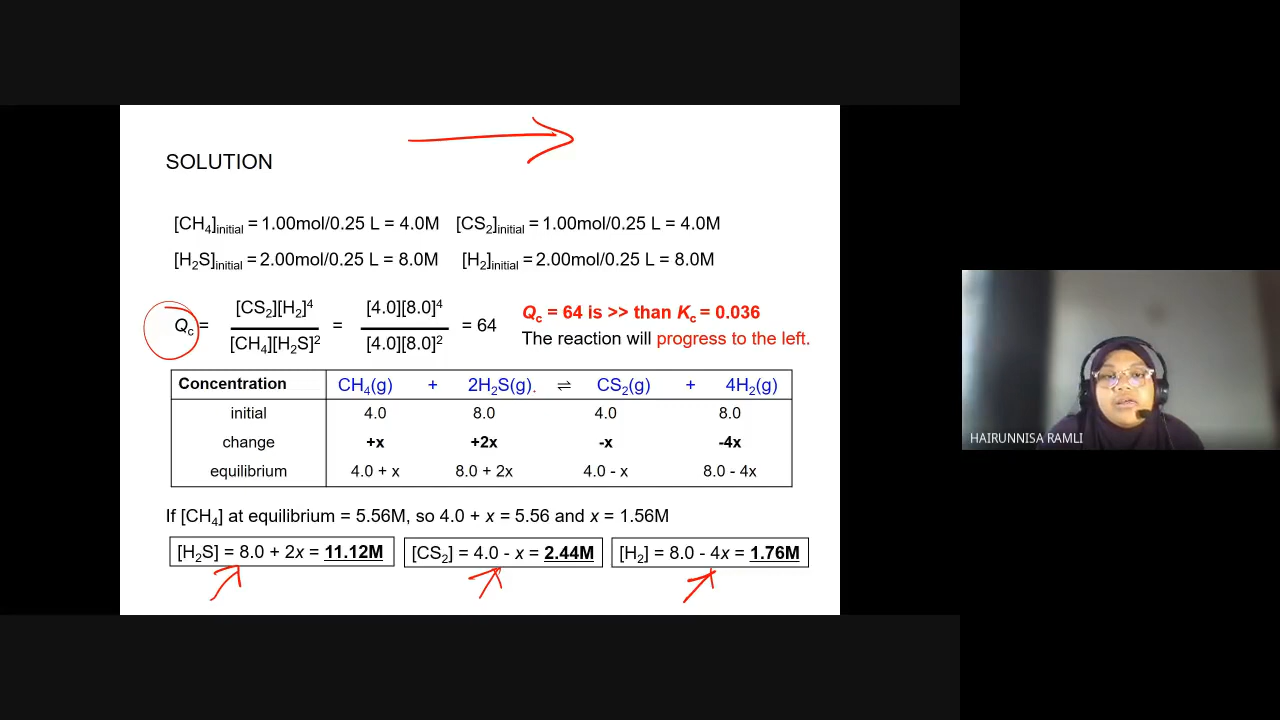 SOLUTION
[CH₄]initial = 1.00mol/0.25 L = 4.0M [CS₂]initial = 1.00mol/0.25 L = 4.0M
[H₂S]initial = 2.00mol/0.25 L = 8.0M [H₂]initial = 2.00mol/0.25 L = 8.0M
[CS₂][H₂]⁴ [4.0][8.0]⁴
Qc = = = 64
[CH₄][H₂S]² [4.0][8.0]²
Qc = 64 is >> than Kc = 0.036
The reaction will progress to the left.
Concentration CH₄(g) + 2H₂S(g). ⇌ CS₂(g) + 4H₂(g)
initial 4.0 8.0 4.0 8.0
change +x +2x -x -4x
equilibrium 4.0 + x 8.0 + 2x 4.0 - x 8.0 - 4x
If [CH₄] at equilibrium = 5.56M, so 4.0 + x = 5.56 and x = 1.56M
[H₂S] = 8.0 + 2x = 11.12M [CS₂] = 4.0 - x = 2.44M [H₂] = 8.0 - 4x = 1.76M
HAIRUNNISA RAMLI